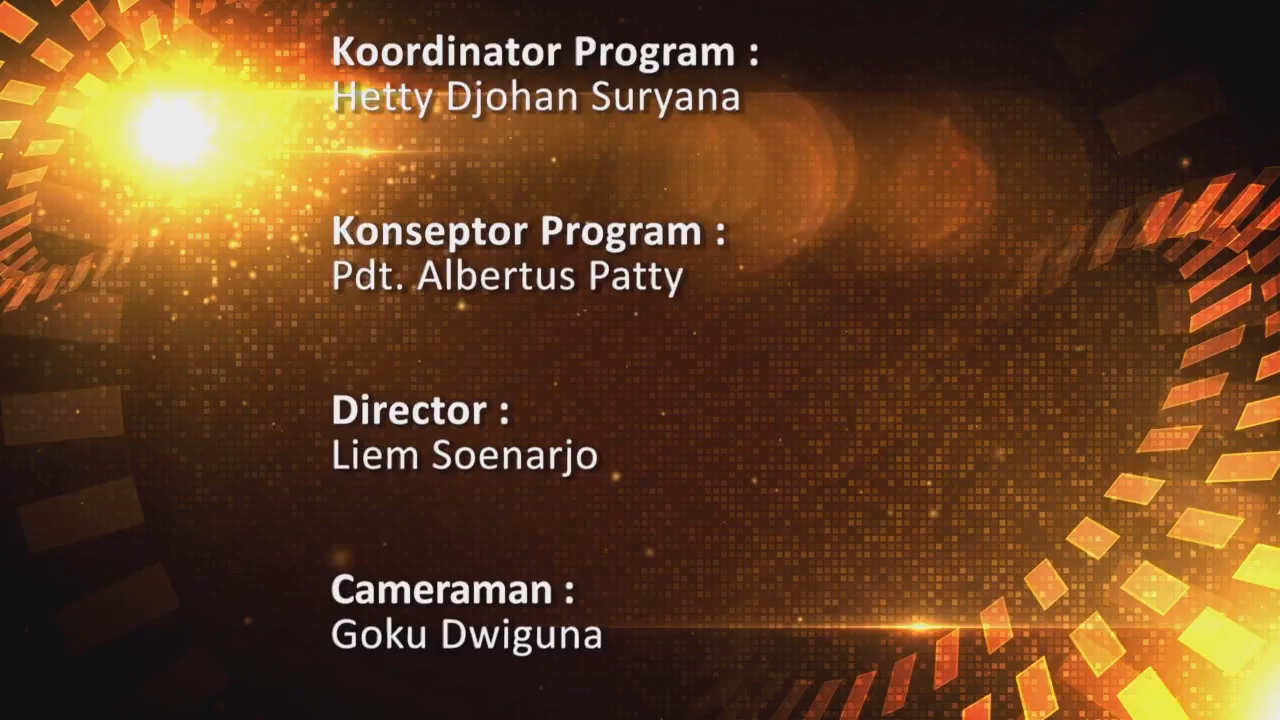 Koordinator Program :
Hetty Djohan Suryana
Konseptor Program :
Pdt. Albertus Patty
Director :
Liem Soenarjo
Cameraman :
Goku Dwiguna